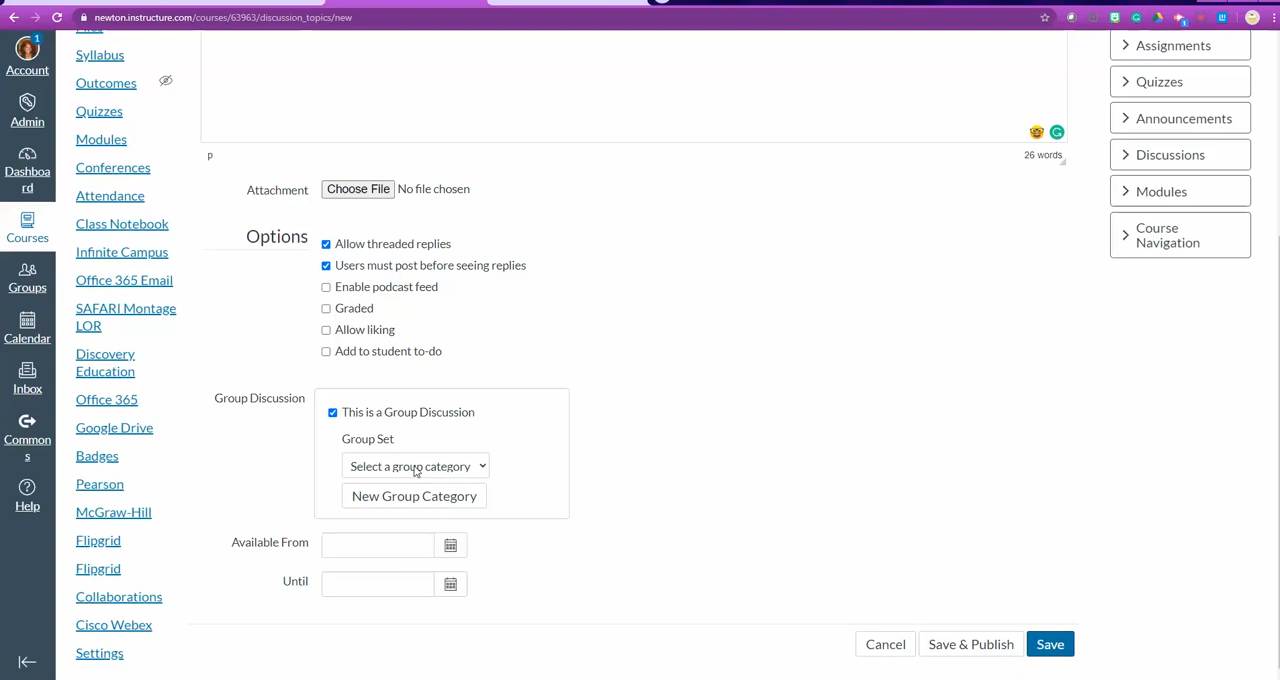 newton.instructure.com/courses/63963/discussion_topics/new
1
Account
Admin
Dashboa
rd
Courses
Groups
Calendar
Inbox
Common
s
Help
Syllabus
Outcomes
Quizzes
Modules
Conferences
Attendance
Class Notebook
Infinite Campus
Office 365 Email
SAFARI Montage
LOR
Discovery
Education
Office 365
Google Drive
Badges
Pearson
McGraw-Hill
Flipgrid
Flipgrid
Collaborations
Cisco Webex
Settings
p
26 words
Attachment
Choose File No file chosen
Options
Allow threaded replies
Users must post before seeing replies
Enable podcast feed
Graded
Allow liking
Add to student to-do
Group Discussion
This is a Group Discussion
Group Set
Select a group category
New Group Category
Available From
Until
Cancel
Save & Publish
Save
Assignments
Quizzes
Announcements
Discussions
Modules
Course
Navigation